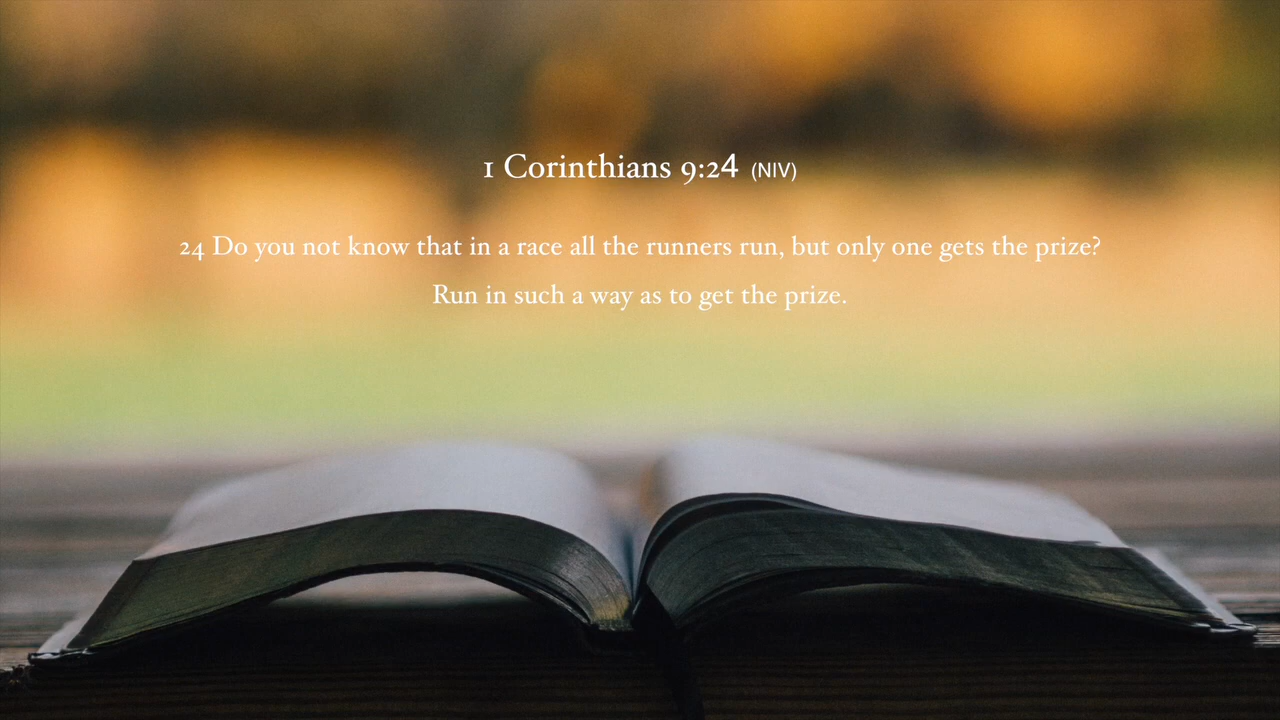 1 Corinthians 9:24 (NIV)
24 Do you not know that in a race all the runners run, but only one gets the prize?
Run in such a way as to get the prize.